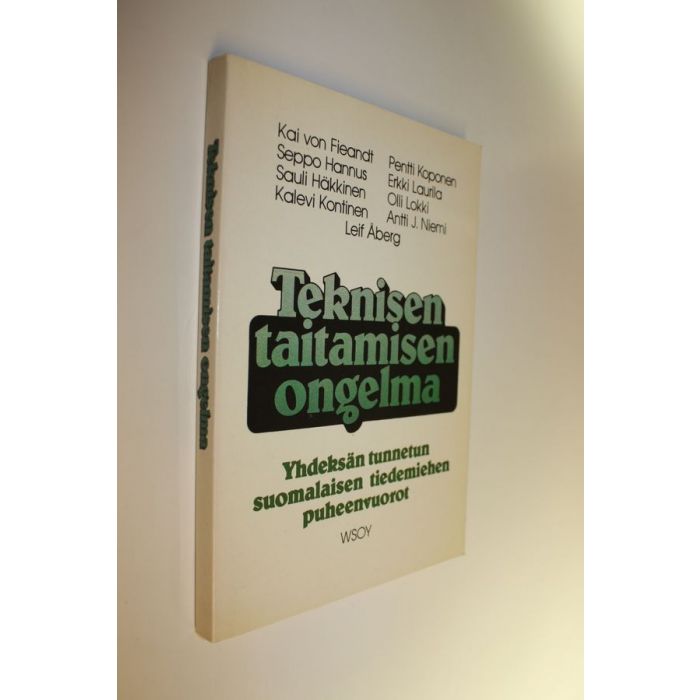 Kai von Fieandt
Seppo Hannus
Sauli Häkkinen
Kalevi Kontinen
Pentti Koponen
Erkki Laurila
Olli Lokki
Antti J. Niemi
Leif Åberg
Teknisen
taitamisen
ongelma
Yhdeksän tunnetun
suomalaisen tiedemiehen
puheenvuorot
WSOY
Teknisen taitamisen ongelma